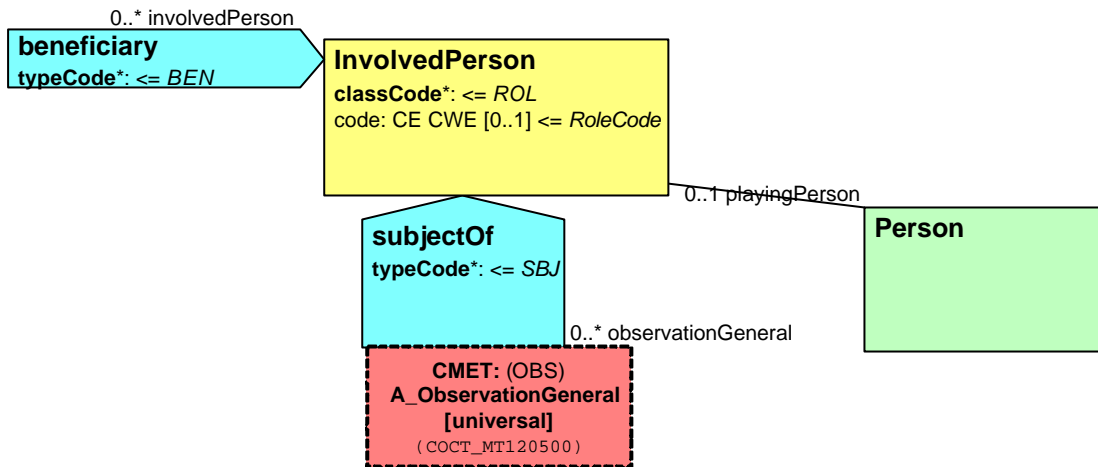 0..* involvedPerson
beneficiary
typeCode*: <= BEN
InvolvedPerson
classCode*: <= ROL
code: CE CWE [0..1] <= RoleCode
0..1 playingPerson
Person
subjectOf
typeCode*: <= SBJ
0..* observationGeneral
CMET: (OBS)
A_ObservationGeneral
[universal]
(COCT_MT120500)